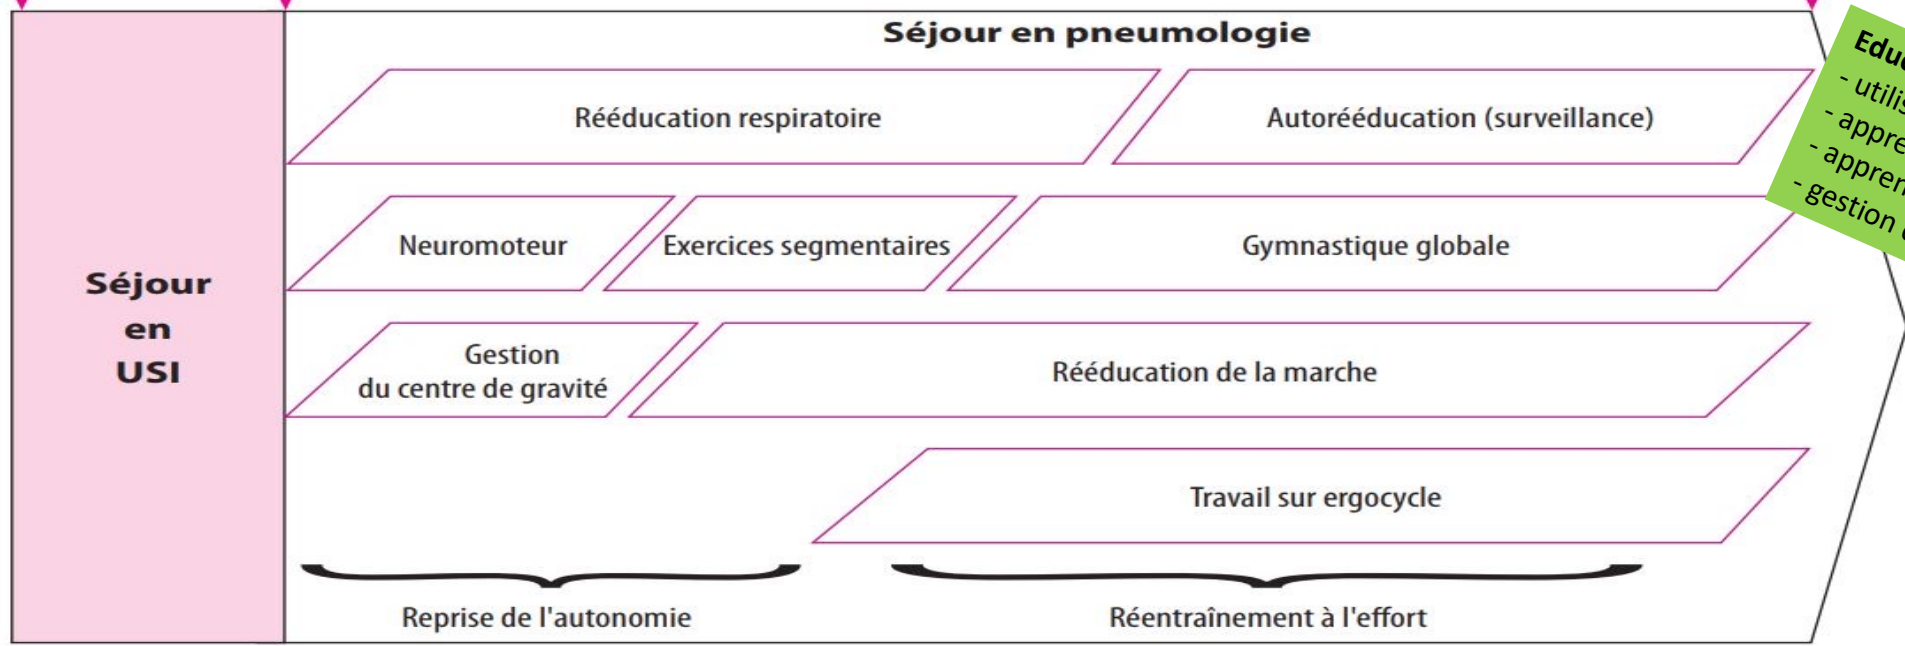 Séjour en pneumologie
Rééducation respiratoire
Autorééducation (surveillance)
Neuromoteur
Exercices segmentaires
Gymnastique globale
Séjour
en
USI
Gestion
du centre de gravité
Rééducation de la marche
Travail sur ergocycle
Reprise de l'autonomie
Réentraînement à l'effort
-
-
-
- gestion